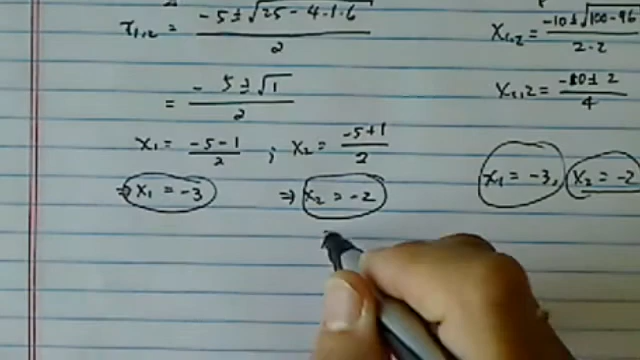 x₁,₂ = (-5 ± √(25 - 4·1·6)) / 2
= (-5 ± √1) / 2
x₁ = (-5-1)/2 ; x₂ = (-5+1)/2
⇒ x₁ = -3 ⇒ x₂ = -2
x₁,₂ = (-10 ± √(100-96)) / 2·2
x₁,₂ = (-10 ± 2) / 4
x₁ = -3, x₂ = -2